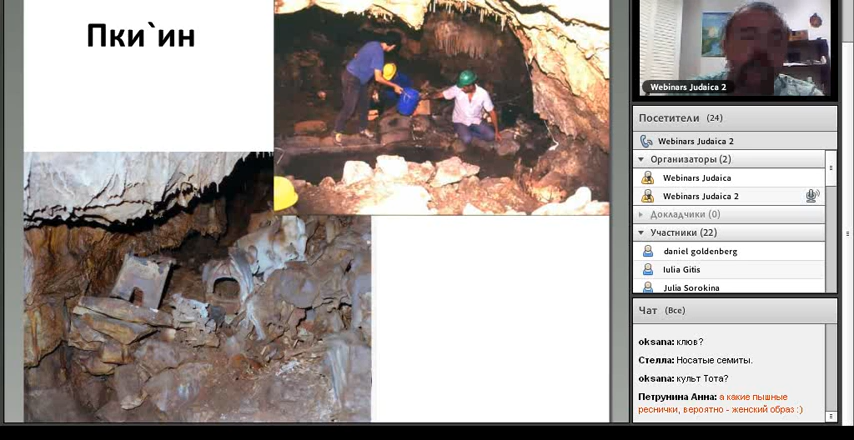 Пки`ин
Webinars Judaica 2
Посетители (24)
Webinars Judaica 2
Организаторы (2)
Webinars Judaica
Webinars Judaica 2
Докладчики (0)
Участники (22)
daniel goldenberg
Iulia Gitis
Julia Sorokina
Чат (Все)
oksana: клюв?
Стелла: Носатые семиты.
oksana: культ Тота?
Петрунина Анна: а какие пышные
реснички, вероятно - женский образ :)